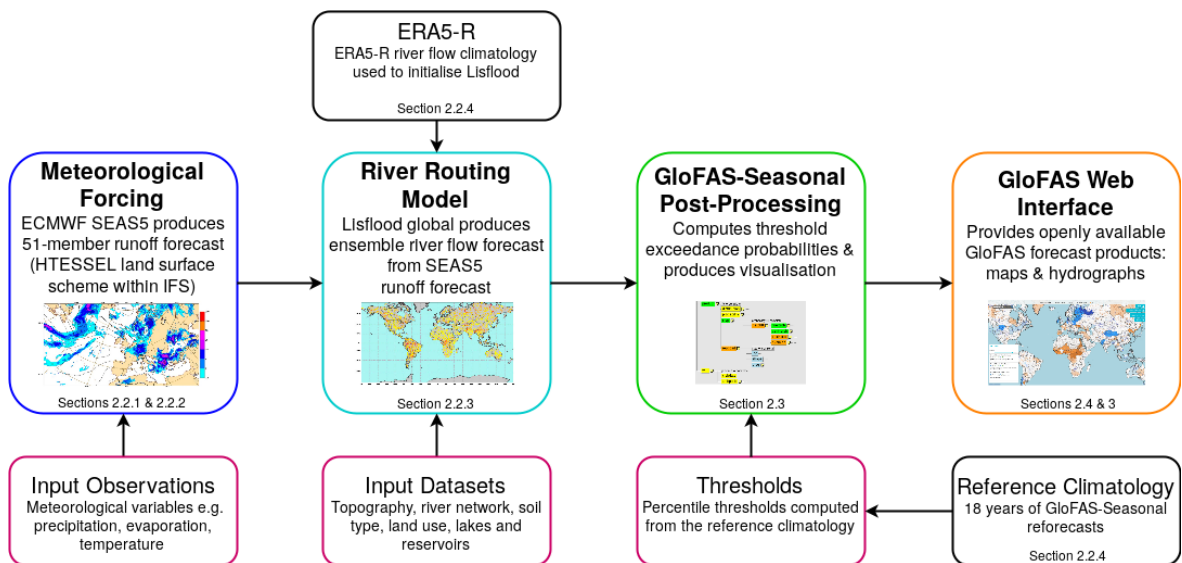 ERA5-R
ERA5-R river flow climatology
used to initialise Lisflood
Section 2.2.4
Meteorological
Forcing
ECMWF SEAS5 produces
51-member runoff forecast
(HTESSEL land surface
scheme within IFS)
Sections 2.2.1 & 2.2.2
River Routing
Model
Lisflood global produces
ensemble river flow forecast
from SEAS5
runoff forecast
Section 2.2.3
GloFAS-Seasonal
Post-Processing
Computes threshold
exceedance probabilities &
produces visualisation
Section 2.3
GloFAS Web
Interface
Provides openly available
GloFAS forecast products:
maps & hydrographs
Sections 2.4 & 3
Input Observations
Meteorological variables e.g.
precipitation, evaporation,
temperature
Input Datasets
Topography, river network, soil
type, land use, lakes and
reservoirs
Thresholds
Percentile thresholds computed
from the reference climatology
Reference Climatology
18 years of GloFAS-Seasonal
reforecasts
Section 2.2.4